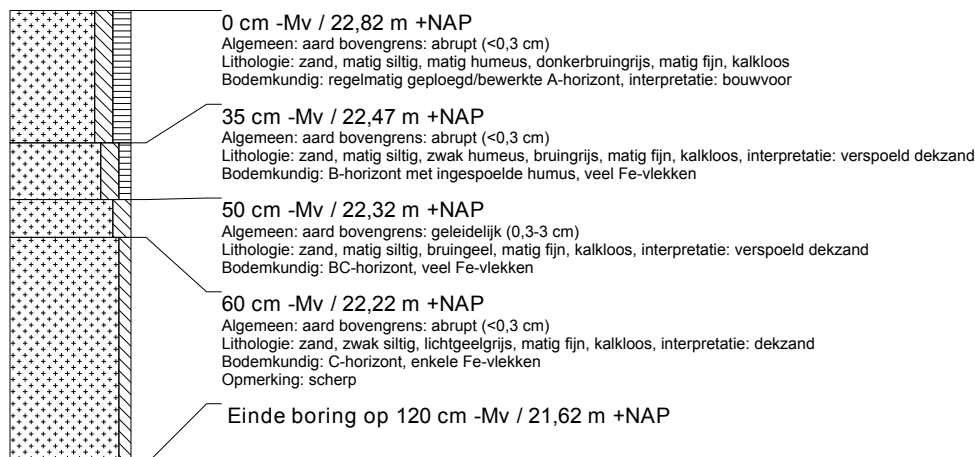 0 cm -Mv / 22,82 m +NAP
Algemeen: aard bovengrens: abrupt (<0,3 cm)
Lithologie: zand, matig siltig, matig humeus, donkerbruingrijs, matig fijn, kalkloos
Bodemkundig: regelmatig geploegd/bewerkte A-horizont, interpretatie: bouwvoor
35 cm -Mv / 22,47 m +NAP
Algemeen: aard bovengrens: abrupt (<0,3 cm)
Lithologie: zand, matig siltig, zwak humeus, bruingrijs, matig fijn, kalkloos, interpretatie: verspoeld dekzand
Bodemkundig: B-horizont met ingespoelde humus, veel Fe-vlekken
50 cm -Mv / 22,32 m +NAP
Algemeen: aard bovengrens: geleidelijk (0,3-3 cm)
Lithologie: zand, matig siltig, bruingeel, matig fijn, kalkloos, interpretatie: verspoeld dekzand
Bodemkundig: BC-horizont, veel Fe-vlekken
60 cm -Mv / 22,22 m +NAP
Algemeen: aard bovengrens: abrupt (<0,3 cm)
Lithologie: zand, zwak siltig, lichtgeelgrijs, matig fijn, kalkloos, interpretatie: dekzand
Bodemkundig: C-horizont, enkele Fe-vlekken
Opmerking: scherp
Einde boring op 120 cm -Mv / 21,62 m +NAP